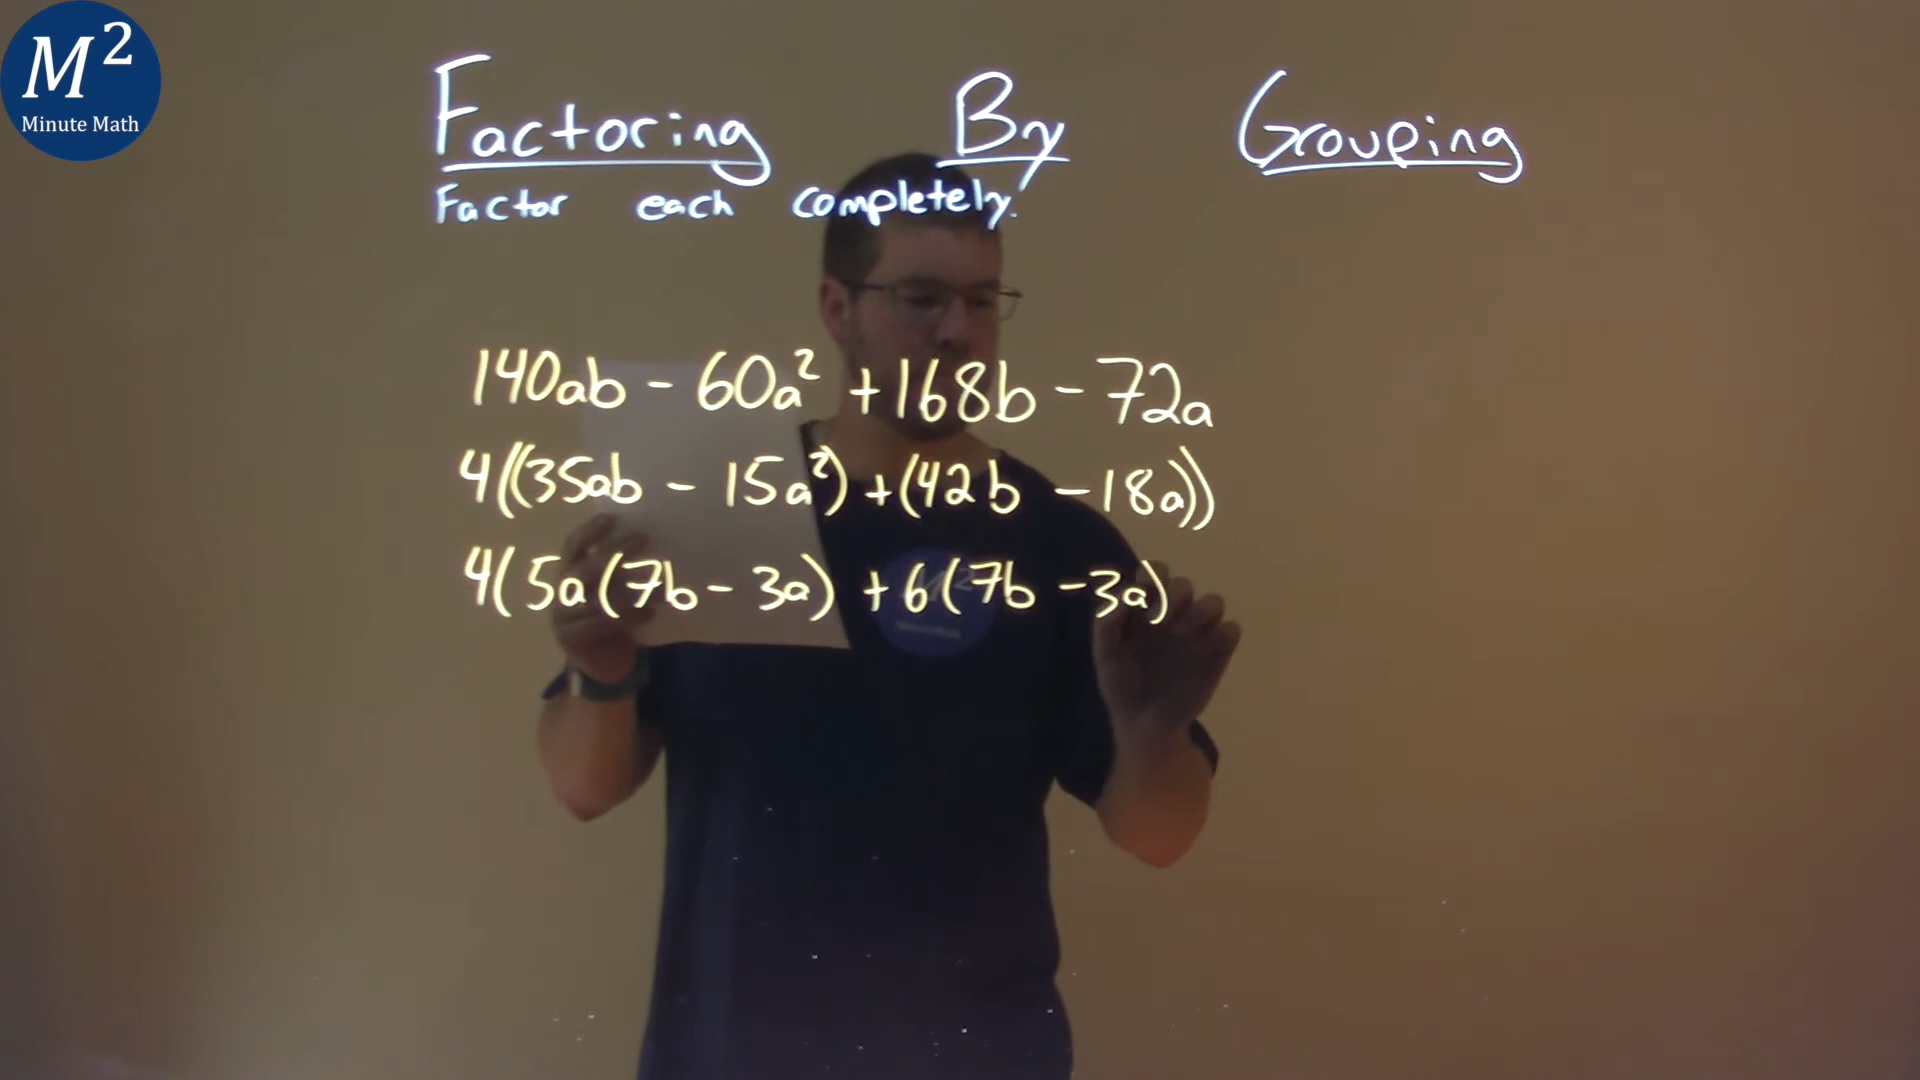 M²
Minute Math
Factoring By Grouping
Factor each completely.
140ab - 60a² + 168b - 72a
4((35ab - 15a²) + (42b - 18a))
4(5a(7b - 3a) + 6(7b - 3a)